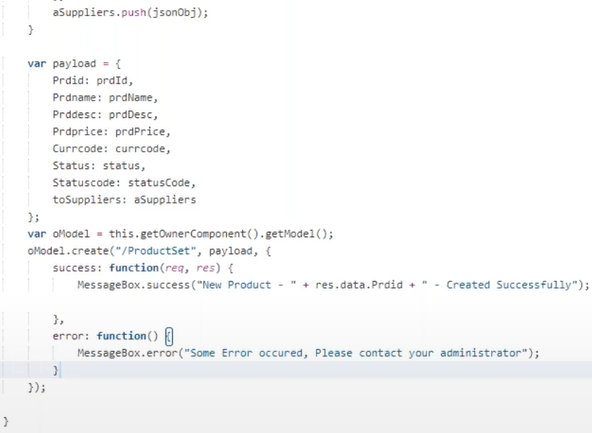 aSuppliers.push(jsonObj);
}
var payload = {
Prdid: prdId,
Prdname: prdName,
Prddesc: prdDesc,
Prdprice: prdPrice,
Currcode: currcode,
Status: status,
Statuscode: statusCode,
toSuppliers: aSuppliers
};
var oModel = this.getOwnerComponent().getModel();
oModel.create("/ProductSet", payload, {
success: function(req, res) {
MessageBox.success("New Product - " + res.data.Prdid + " - Created Successfully");
},
error: function() {
MessageBox.error("Some Error occured, Please contact your administrator");
}
});
}